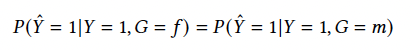 P(Ŷ = 1|Y = 1, G = f) = P(Ŷ = 1|Y = 1, G = m)